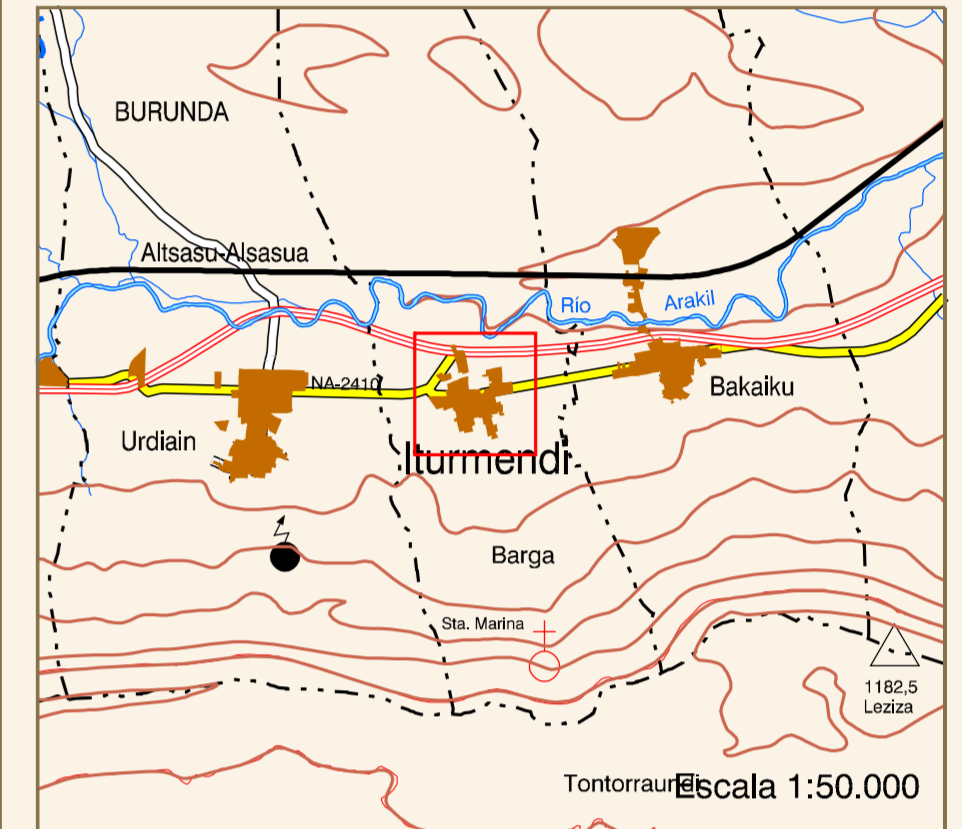 BURUNDA
Altsasu-Alsasua
Río
Arakil
NA-2410
Bakaiku
Urdiain
Iturmendi
Barga
Sta. Marina
1182,5
Leziza
Tontorraundi
Escala 1:50.000